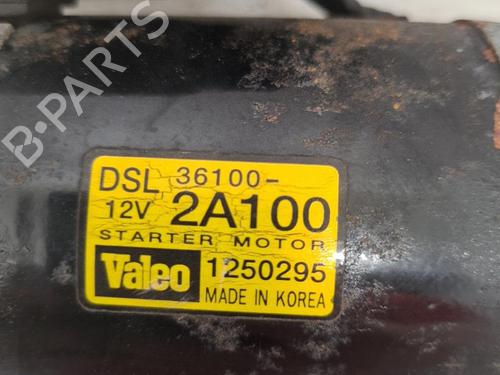 B-PARTS
DSL 36100-
12V 2A100
STARTER MOTOR
Valeo 1250295
MADE IN KOREA